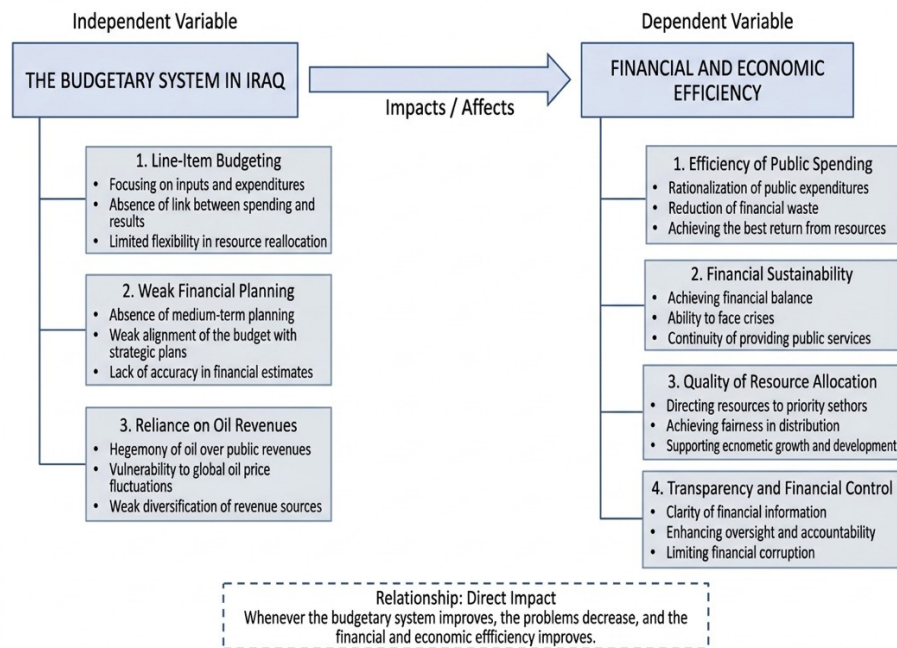 Independent Variable
THE BUDGETARY SYSTEM IN IRAQ
1. Line-Item Budgeting
• Focusing on inputs and expenditures
• Absence of link between spending and
results
• Limited flexibility in resource reallocation
2. Weak Financial Planning
• Absence of medium-term planning
• Weak alignment of the budget with
strategic plans
• Lack of accuracy in financial estimates
3. Reliance on Oil Revenues
• Hegemony of oil over public revenues
• Vulnerability to global oil price
fluctuations
• Weak diversification of revenue sources
Impacts / Affects
Dependent Variable
FINANCIAL AND ECONOMIC
EFFICIENCY
1. Efficiency of Public Spending
• Rationalization of public expenditures
• Reduction of financial waste
• Achieving the best return from resources
2. Financial Sustainability
• Achieving financial balance
• Ability to face crises
• Continuity of providing public services
3. Quality of Resource Allocation
• Directing resources to priority sethors
• Achieving fairness in distribution
• Supporting econometic growth and development
4. Transparency and Financial Control
• Clarity of financial information
• Enhancing oversight and accountability
• Limiting financial corruption
Relationship: Direct Impact
Whenever the budgetary system improves, the problems decrease, and the
financial and economic effficiency improves.